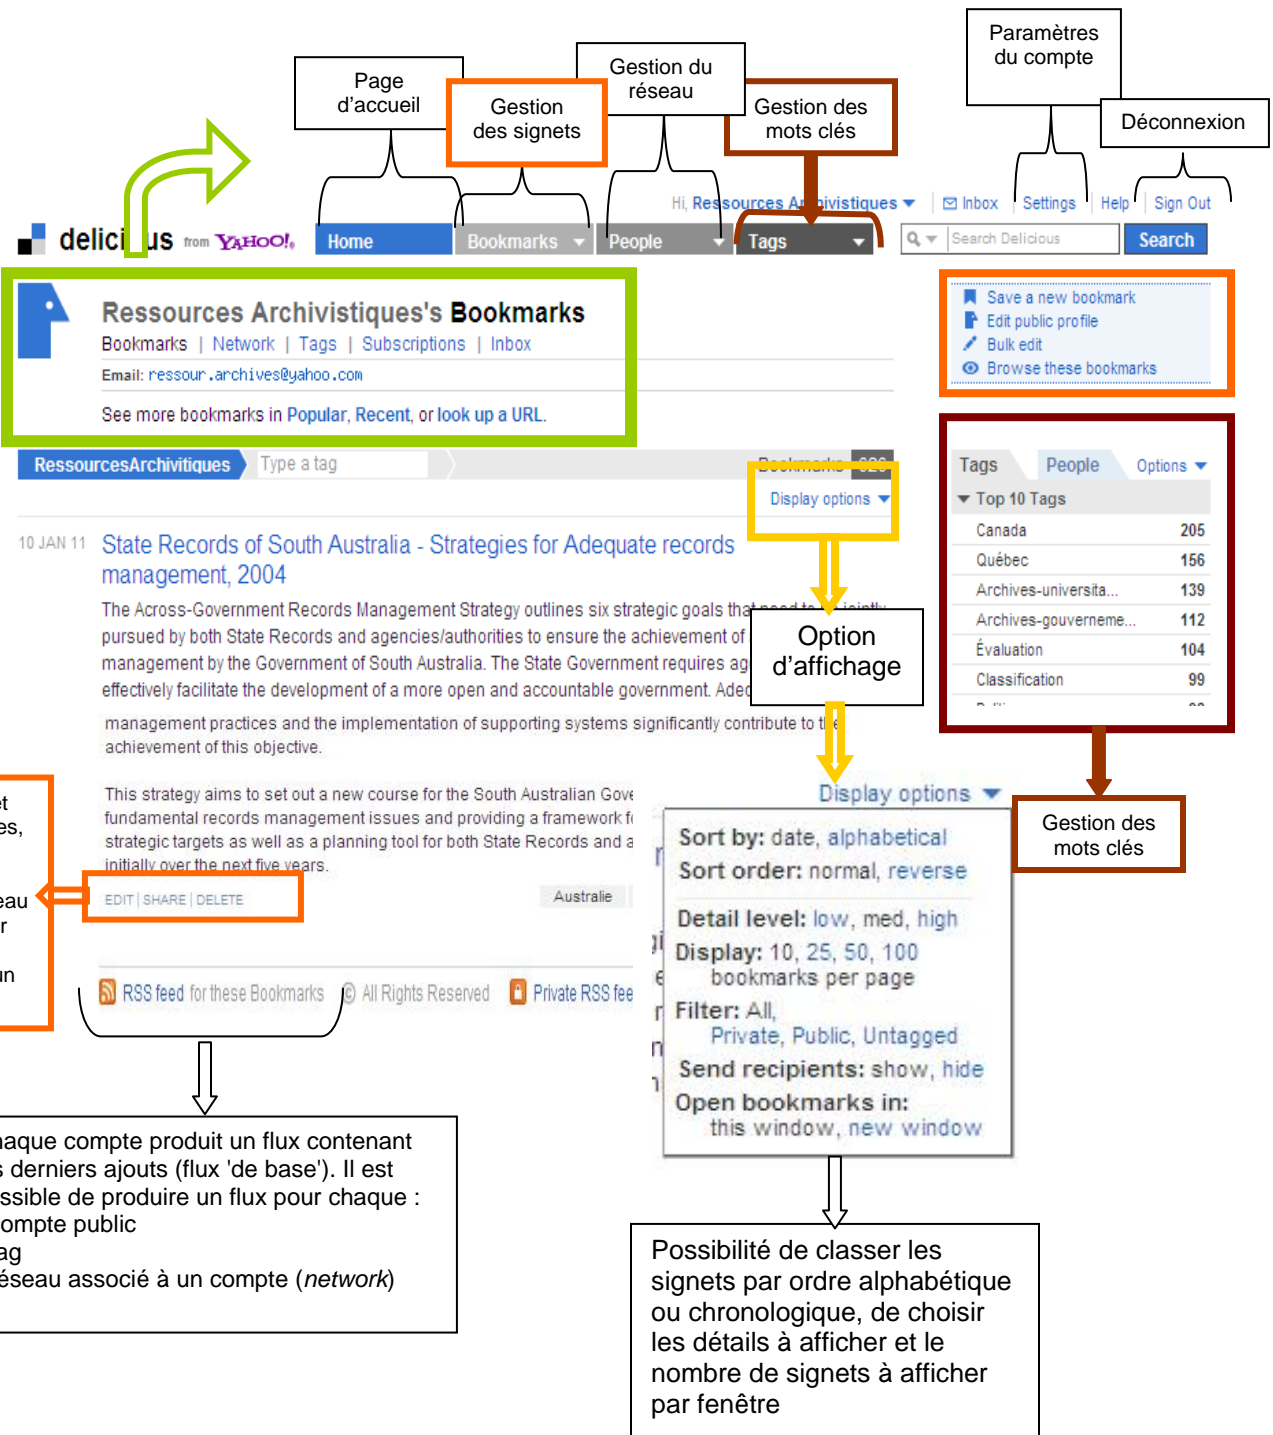 Paramètres
du compte
Page
d'accueil
Gestion du
réseau
Gestion
des signets
Gestion des
mots clés
Déconnexion
Hi, Ressources Archivistiques
Inbox
Settings
Help
Sign Out
delicious from YAHOO!
Home
Bookmarks
People
Tags
Search Delicious
Search
Ressources Archivistiques's Bookmarks
Bookmarks | Network | Tags | Subscriptions | Inbox
Email: ressour.archives@yahoo.com
See more bookmarks in Popular, Recent, or look up a URL.
Save a new bookmark
Edit public profile
Bulk edit
Browse these bookmarks
RessourcesArchivitiques
Type a tag
Bookmarks
Display options
Tags People Options
Top 10 Tags
Canada 205
Québec 156
Archives-universita... 139
Archives-gouverneme... 112
Évaluation 104
Classification 99
10 JAN 11
State Records of South Australia - Strategies for Adequate records
management, 2004
The Across-Government Records Management Strategy outlines six strategic goals that need to jointly
pursued by both State Records and agencies/authorities to ensure the achievement of
management by the Government of South Australia. The State Government requires
effectively facilitate the development of a more open and accountable government.
management practices and the implementation of supporting systems significantly contribute to the
achievement of this objective.
This strategy aims to set out a new course for the South Australian
fundamental records management issues and providing a framework
strategic targets as well as a planning tool for both State Records and
initially over the next five years.
EDIT | SHARE | DELETE
Australie
Option
d'affichage
Gestion des
mots clés
et
es,
eau
r
un
RSS feed for these Bookmarks
© All Rights Reserved
Private RSS fee
Display options
Sort by: date, alphabetical
Sort order: normal, reverse
Detail level: low, med, high
Display: 10, 25, 50, 100
bookmarks per page
Filter: All,
Private, Public, Untagged
Send recipients: show, hide
Open bookmarks in:
this window, new window
haque compte produit un flux contenant
s derniers ajouts (flux 'de base'). Il est
ssible de produire un flux pour chaque :
ompte public
ag
éseau associé à un compte (network)
Possibilité de classer les
signets par ordre alphabétique
ou chronologique, de choisir
les détails à afficher et le
nombre de signets à afficher
par fenêtre